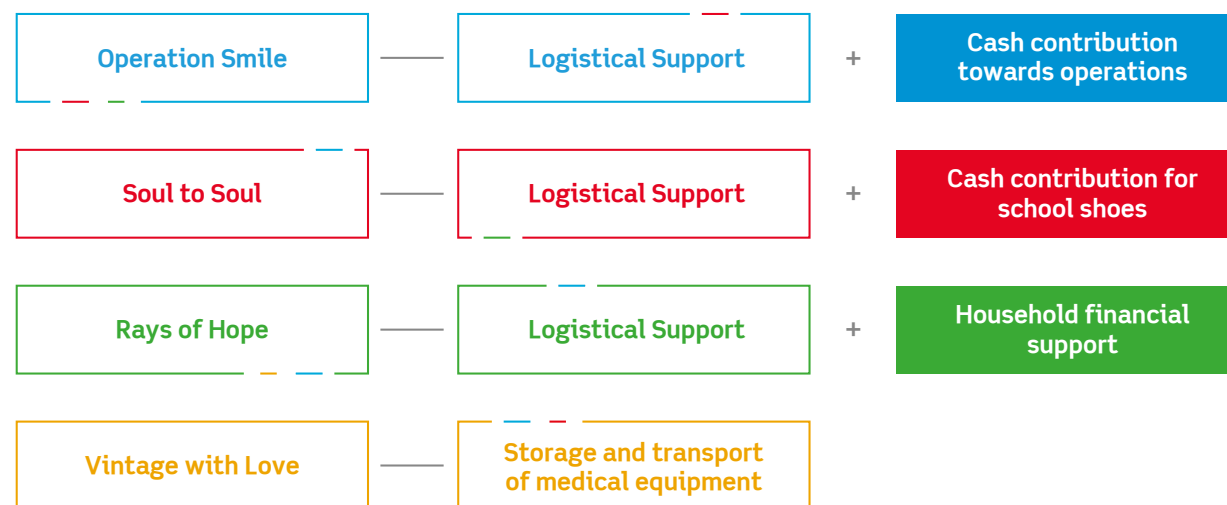 Operation Smile
Logistical Support
+
Cash contribution
towards operations
Soul to Soul
Logistical Support
+
Cash contribution for
school shoes
Rays of Hope
Logistical Support
+
Household financial
support
Vintage with Love
Storage and transport
of medical equipment